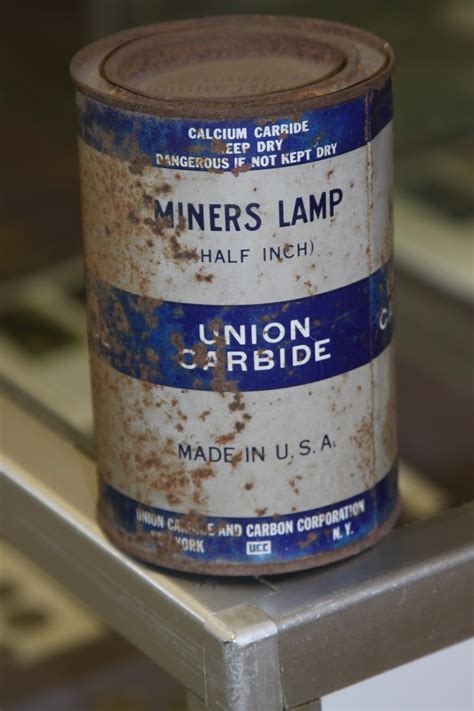 CALCIUM CARBIDE
KEEP DRY
DANGEROUS IF NOT KEPT DRY
MINERS LAMP
(HALF INCH)
UNION
CARBIDE
C
MADE IN U.S.A.
UNION CARBIDE AND CARBON CORPORATION
NEW YORK UCC N.Y.